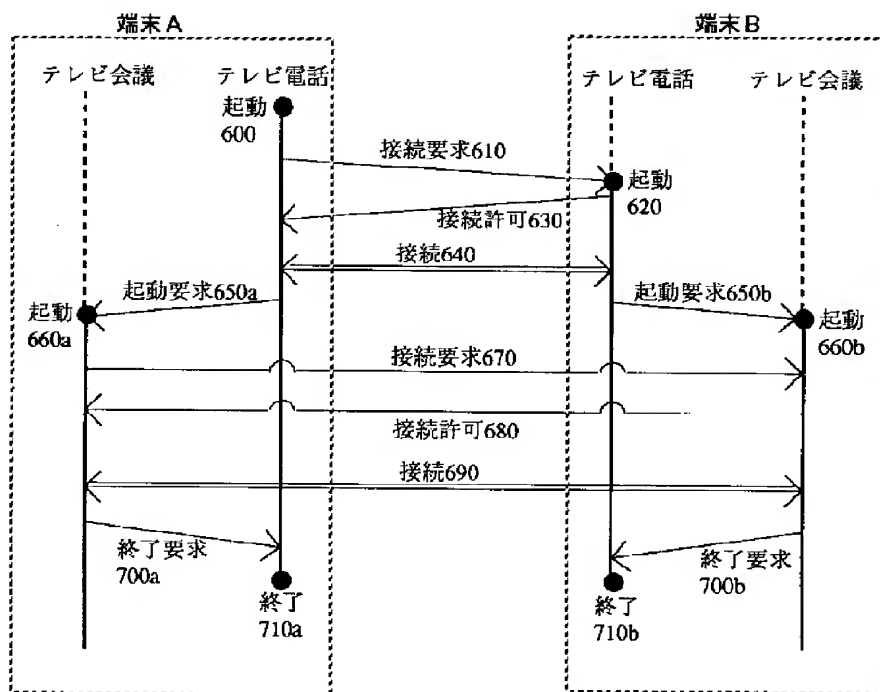 端末A
端末B
テレビ会議
テレビ電話
テレビ電話
テレビ会議
起動
600
接続要求610
起動
620
接続許可630
接続640
起動要求650a
起動要求650b
起動
660a
起動
660b
接続要求670
接続許可680
接続690
終了要求
700a
終了要求
700b
終了
710a
終了
710b